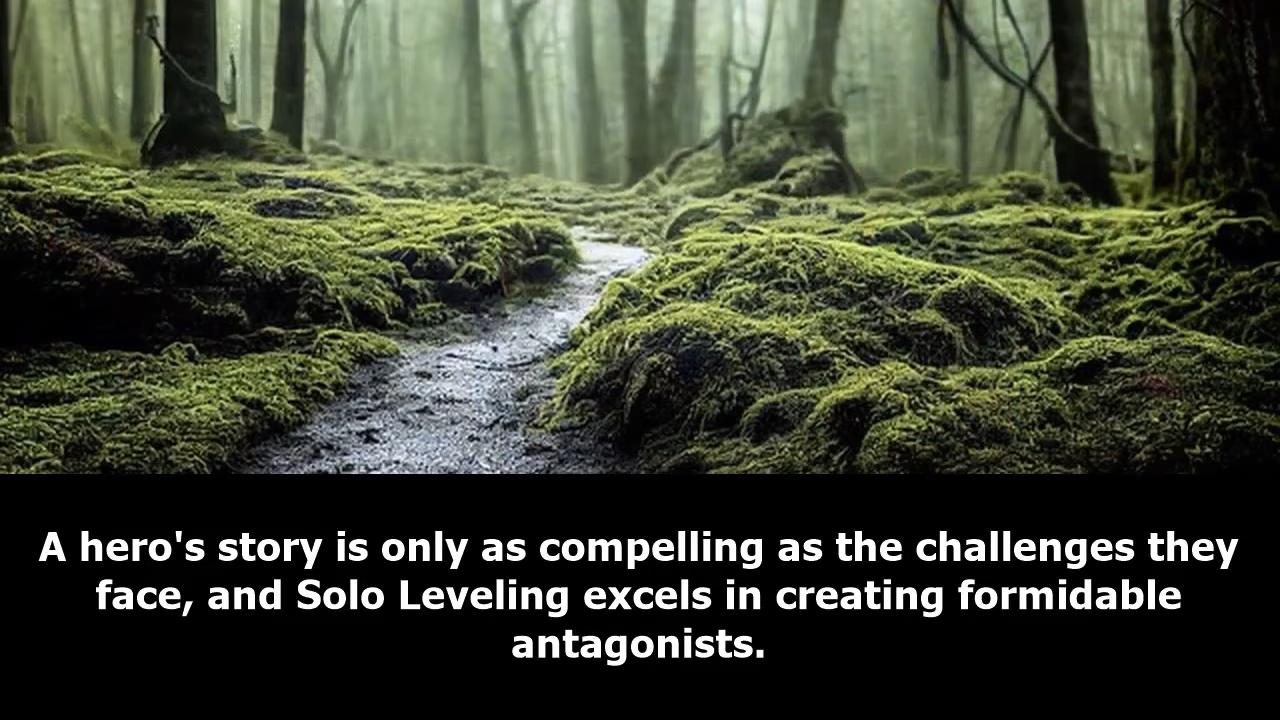 A hero's story is only as compelling as the challenges they
face, and Solo Leveling excels in creating formidable
antagonists.